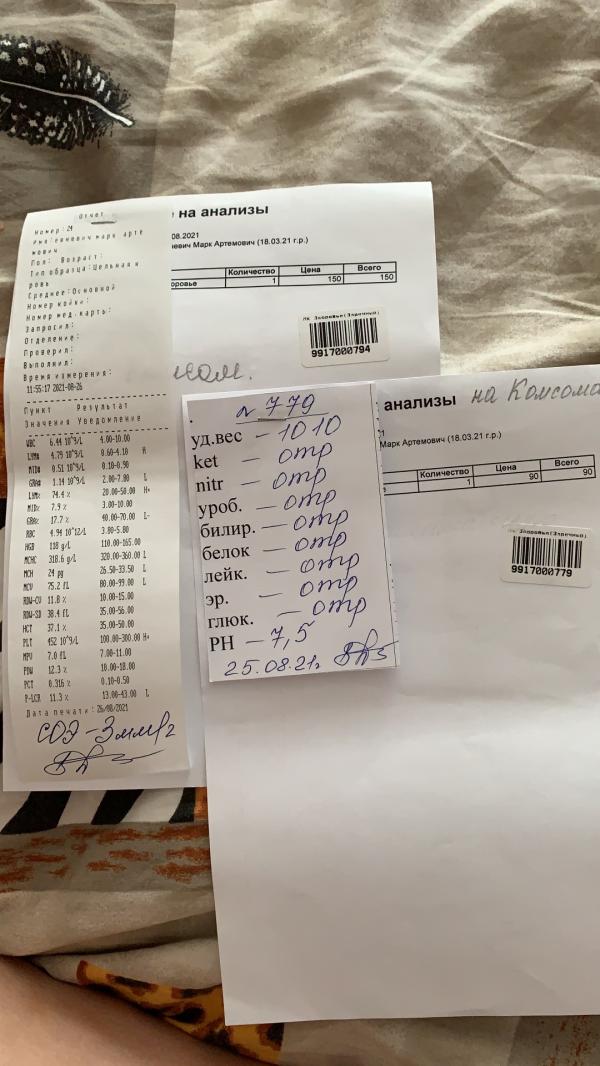 Отчет
Номер: 24
Имя: евневич марк арте
мович
Пол: Возраст:
Тип образца:Цельная к
ровь
Среднее:Основной
Номер койки:
Номер мед.карты:
Запросил:
Отделение:
Проверил:
Выполнил:
Время измерения:
11:55:17 2021-08-26
Пункт Результат
Значения Уведомление
WBC 6.44 10^9/L 4.00-10.00
LYM# 4.79 10^9/L 0.60-4.10 H
MID# 0.51 10^9/L 0.10-0.90
GRA# 1.14 10^9/L 2.00-7.80 L
LYM% 74.4 % 20.00-50.00 H+
MID% 7.9 % 3.00-10.00
GRA% 17.7 % 40.00-70.00 L-
RBC 4.94 10^12/L 3.80-5.80
HGB 118 g/L 110.00-165.00
MCHC 318.6 g/L 320.00-360.00 L
MCH 24 pg 26.50-33.50 L
MCV 75.2 fL 80.00-99.00 L
RDW-CV 11.8 % 10.00-15.00
RDW-SD 38.4 fL 35.00-56.00
HCT 37.1 % 35.00-50.00
PLT 452 10^9/L 100.00-300.00 H+
MPV 7.0 fL 7.00-11.00
PDW 12.3 % 10.00-18.00
PCT 0.316 % 0.10-0.50
P-LCR 11.3 % 13.00-43.00 L
Дата печати: 26/08/2021
СОЭ - 3 мм/г
на анализы
.08.2021
невич Марк Артемович (18.03.21 г.р.)
Количество Цена Всего
оровье 1 150 150
150
ЛК Здоровье(Заречный)
9917000794
№ 779
уд.вес – 1010
ket – отр
nitr – отр
уроб. – отр
билир. – отр
белок – отр
лейк. – отр
эр. – отр
глюк. – отр
PH – 7,5
25.08.21г
анализы на Комсомо
Марк Артемович (18.03.21 г.р.)
Количество Цена Всего
1 90 90
90
Здоровье(Заречный)
9917000779